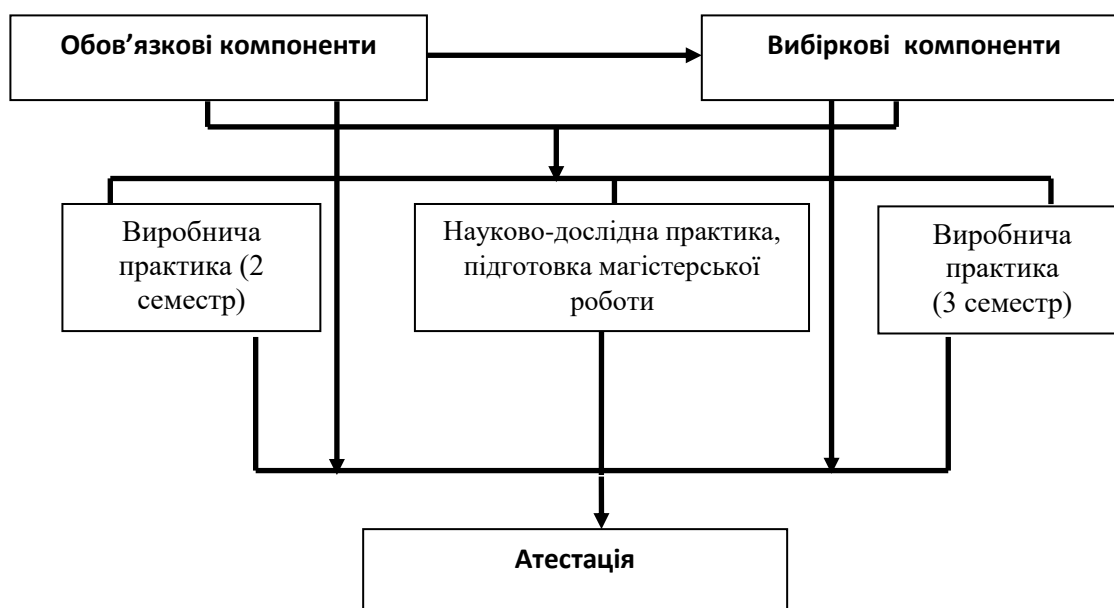 Обов’язкові компоненти
Вибіркові  компоненти
Виробнича
практика (2
семестр)
Науково-дослідна практика,
підготовка магістерської
роботи
Виробнича
практика
(3 семестр)
Атестація